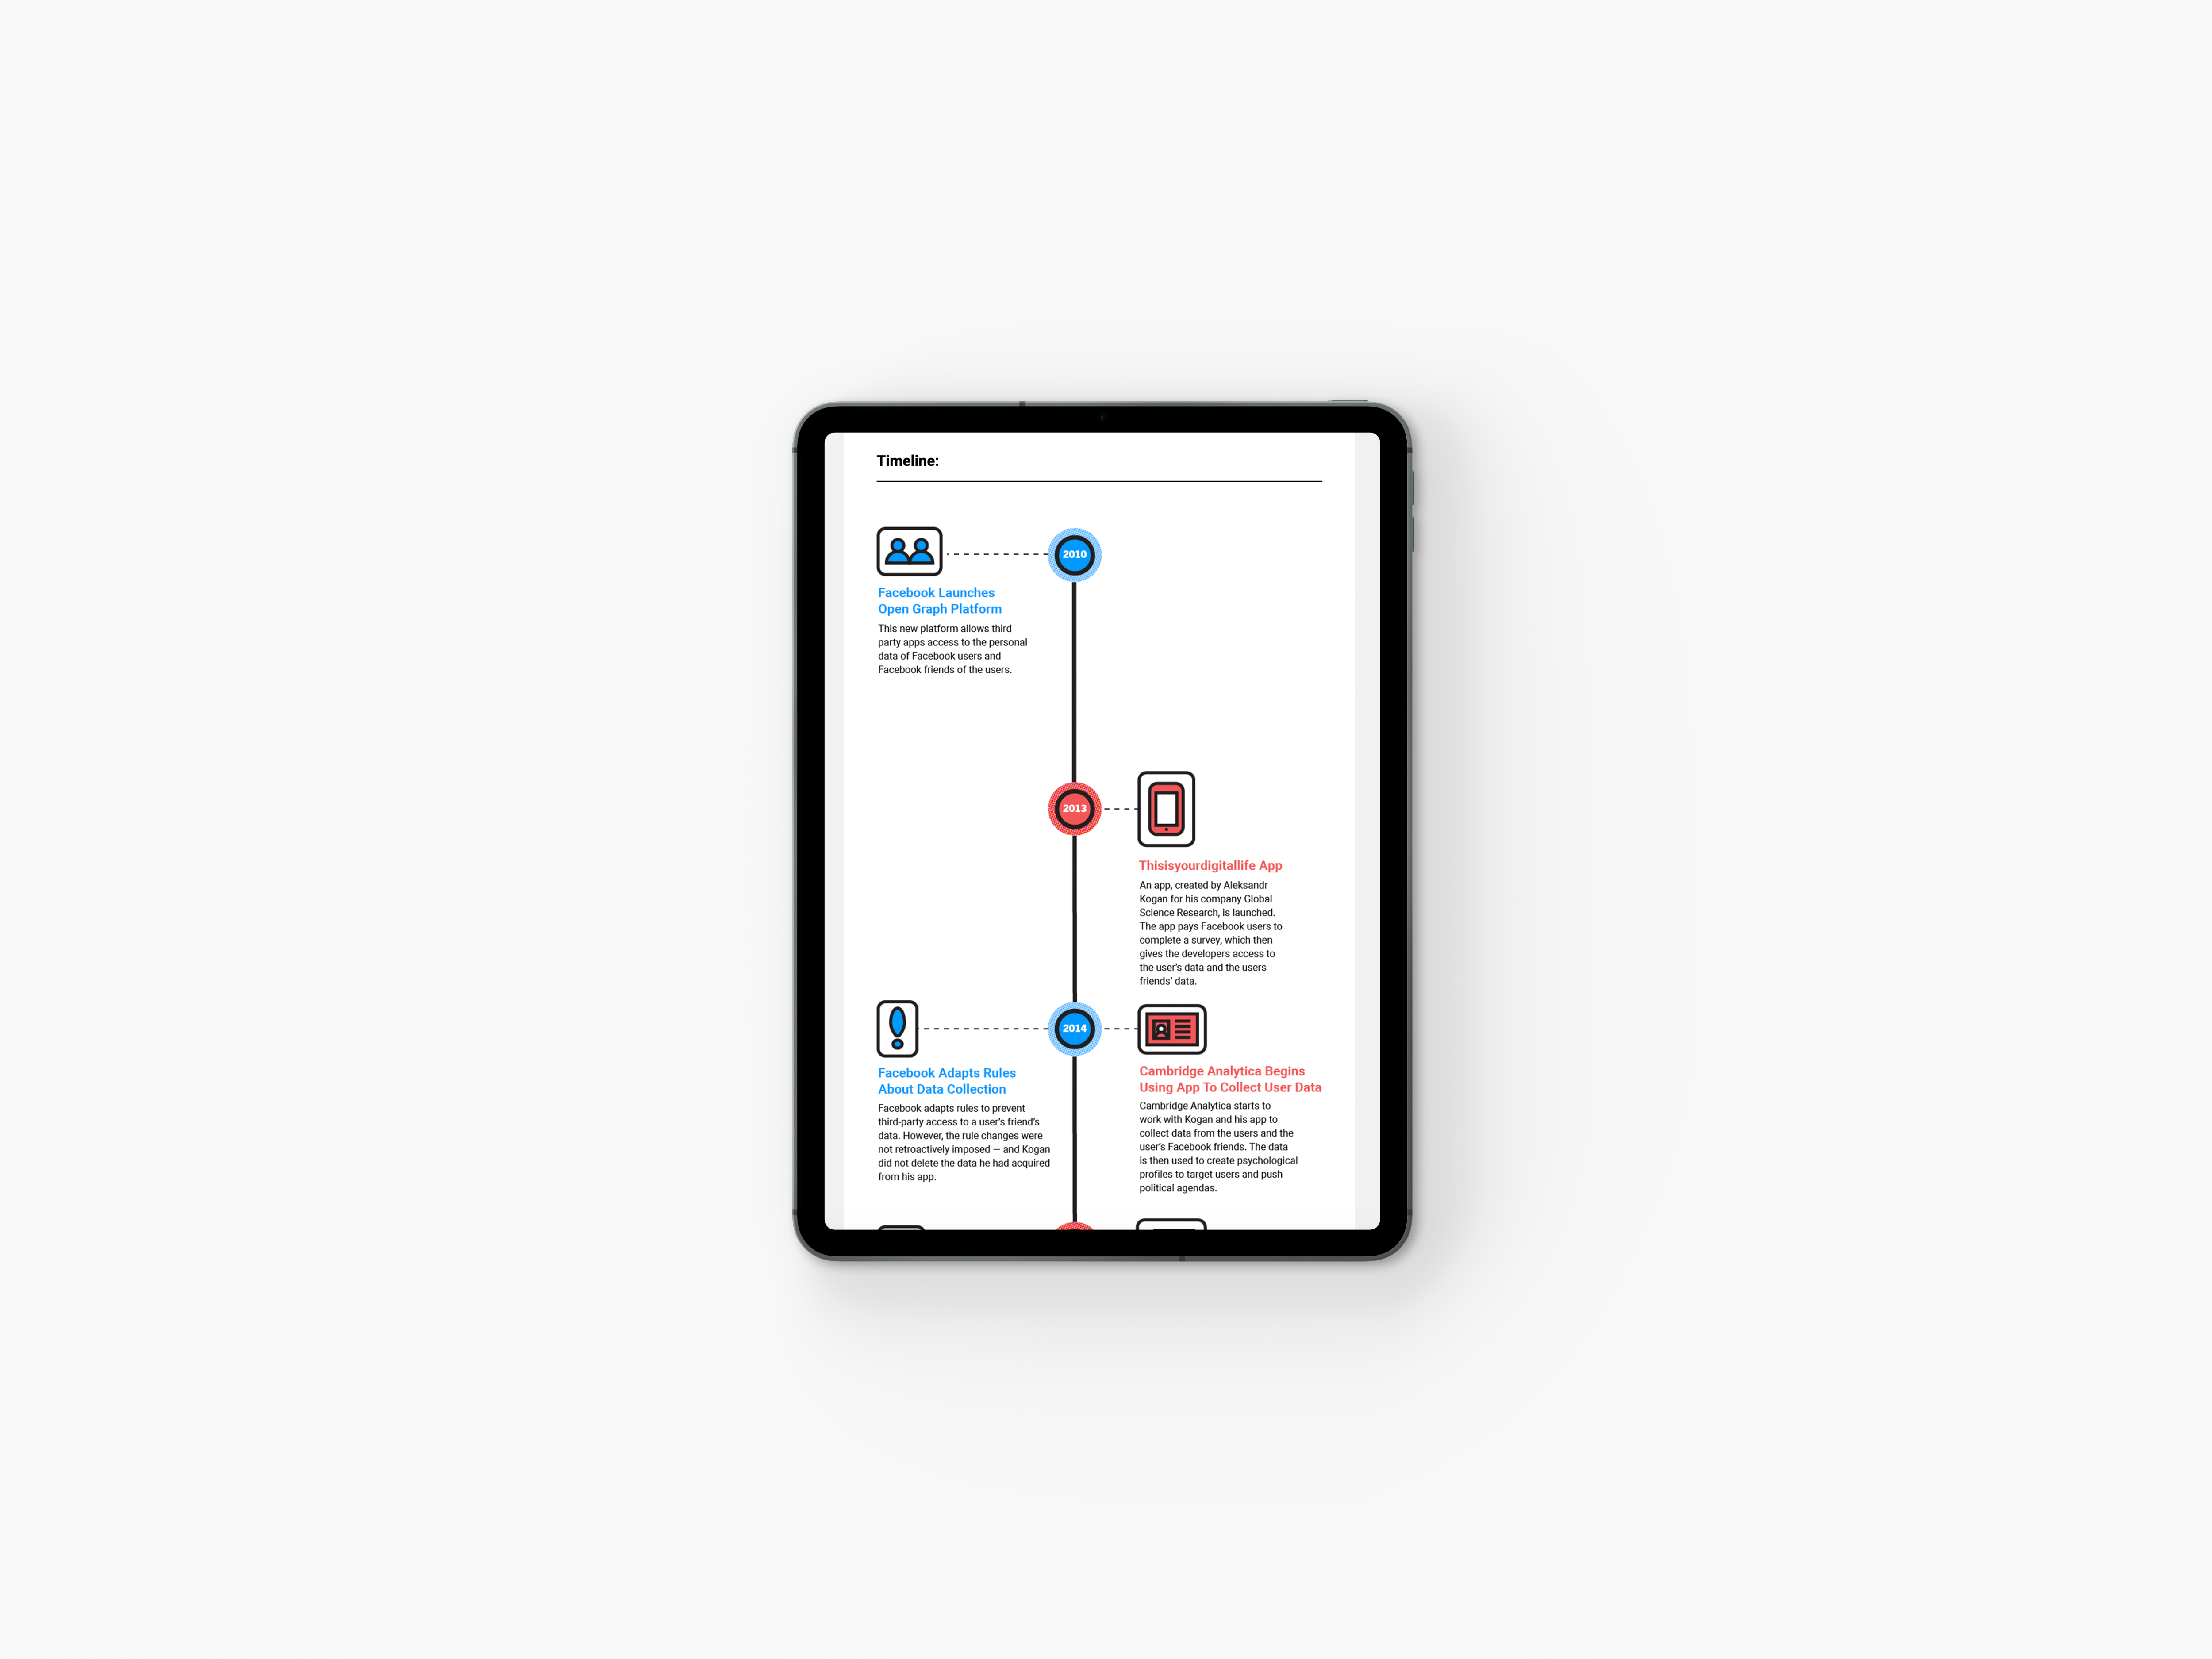 Timeline:
2010
Facebook Launches
Open Graph Platform
This new platform allows third
party apps access to the personal
data of Facebook users and
Facebook friends of the users.
2013
Thisisyourdigitallife App
An app, created by Aleksandr
Kogan for his company Global
Science Research, is launched.
The app pays Facebook users to
complete a survey, which then
gives the developers access to
the user's data and the users
friends' data.
2014
Facebook Adapts Rules
About Data Collection
Facebook adapts rules to prevent
third-party access to a user's friend's
data. However, the rule changes were
not retroactively imposed — and Kogan
did not delete the data he had acquired
from his app.
Cambridge Analytica Begins
Using App To Collect User Data
Cambridge Analytica starts to
work with Kogan and his app to
collect data from the users and the
user's Facebook friends. The data
is then used to create psychological
profiles to target users and push
political agendas.